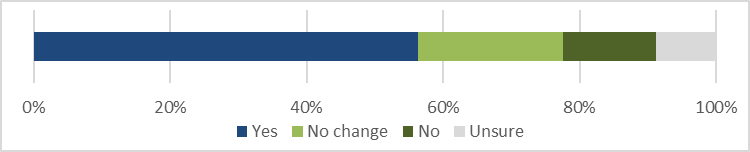 0% 20% 40% 60% 80% 100%
Yes No change No Unsure